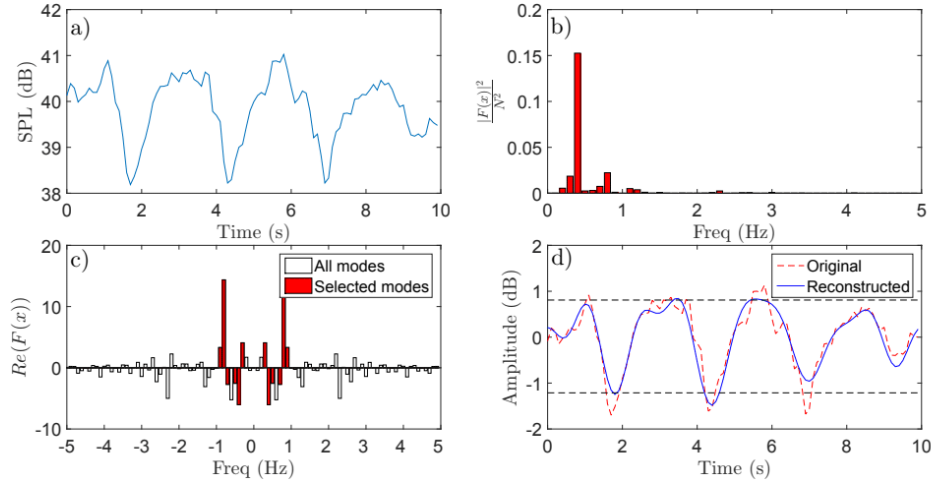 a)
41
40
39
38
SPL (dB)
0 2 4 6 8 10
Time (s)
b)
0.2
0.15
0.1
0.05
0
|F(x)|²
N²
0 1 2 3 4 5
Freq (Hz)
c)
20
10
0
-10
Re(F(x))
All modes
Selected modes
-5 -4 -3 -2 -1 0 1 2 3 4 5
Freq (Hz)
d)
2
1
0
-1
-2
Amplitude (dB)
Original
Reconstructed
0 2 4 6 8 10
Time (s)